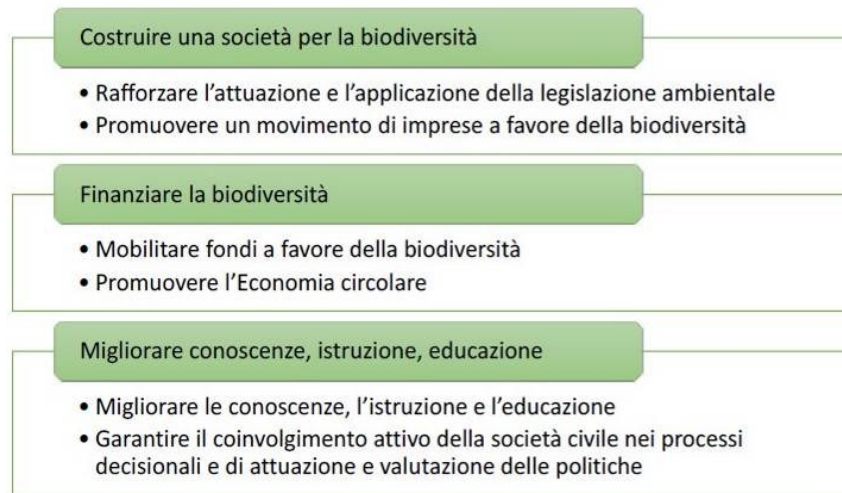 Costruire una società per la biodiversità
• Rafforzare l’attuazione e l’applicazione della legislazione ambientale
• Promuovere un movimento di imprese a favore della biodiversità
Finanziare la biodiversità
• Mobilitare fondi a favore della biodiversità
• Promuovere l’Economia circolare
Migliorare conoscenze, istruzione, educazione
• Migliorare le conoscenze, l’istruzione e l’educazione
• Garantire il coinvolgimento attivo della società civile nei processi
decisionali e di attuazione e valutazione delle politiche